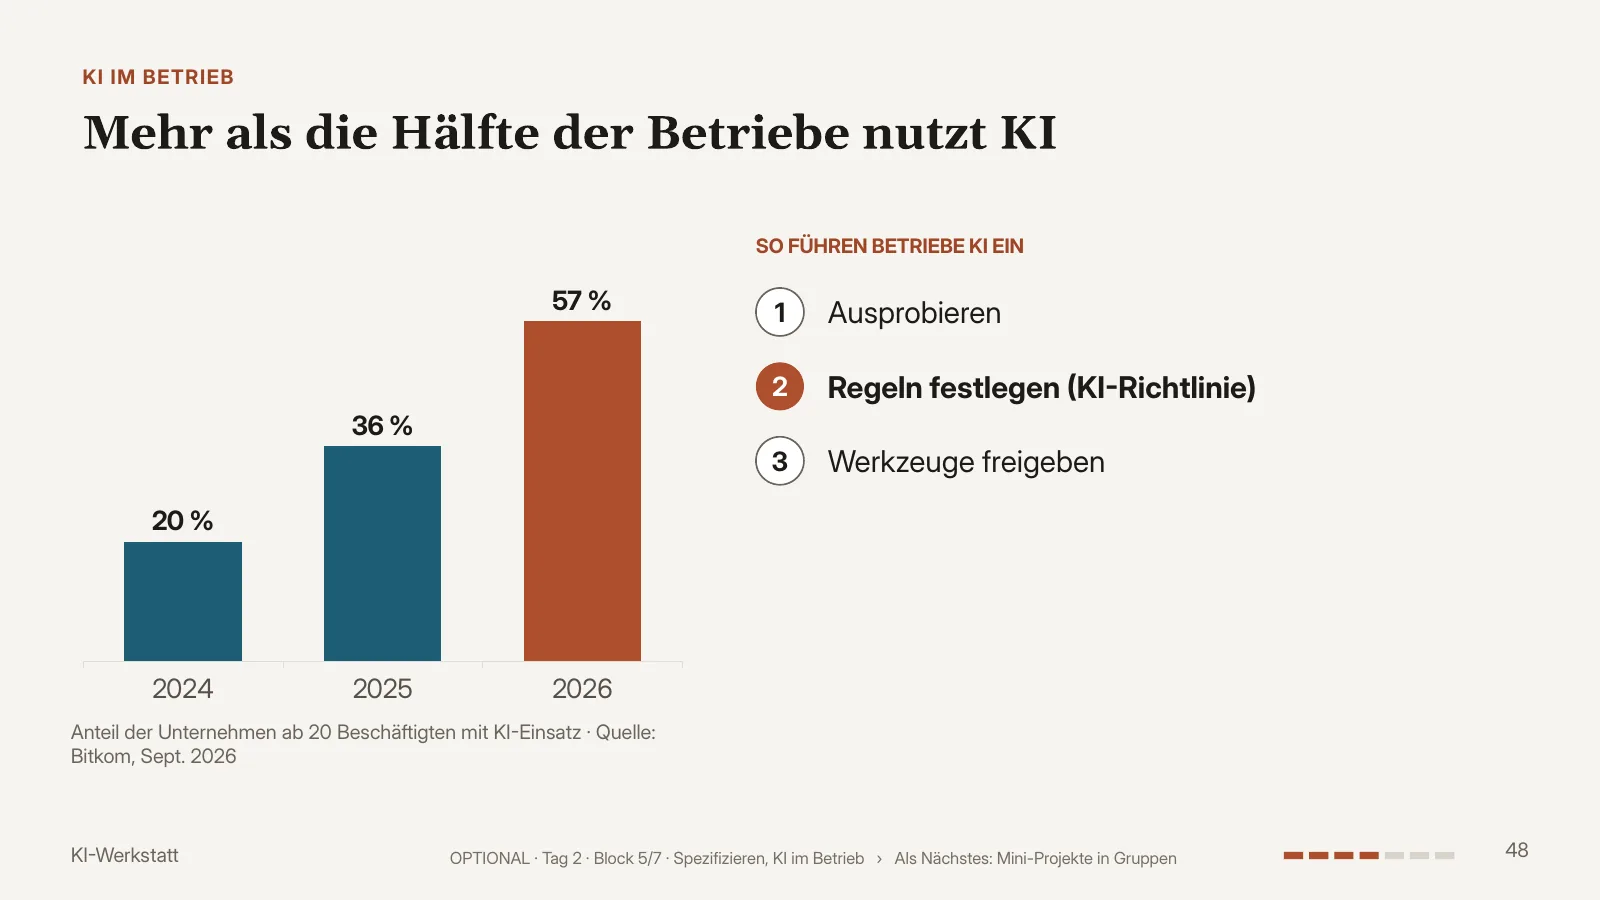 KI IM BETRIEB
Mehr als die Hälfte der Betriebe nutzt KI
57 %
36 %
20 %
2024
2025
2026
Anteil der Unternehmen ab 20 Beschäftigten mit KI-Einsatz · Quelle:
Bitkom, Sept. 2026
SO FÜHREN BETRIEBE KI EIN
1 Ausprobieren
2 Regeln festlegen (KI-Richtlinie)
3 Werkzeuge freigeben
KI-Werkstatt
OPTIONAL · Tag 2 · Block 5/7 · Spezifizieren, KI im Betrieb › Als Nächstes: Mini-Projekte in Gruppen
48